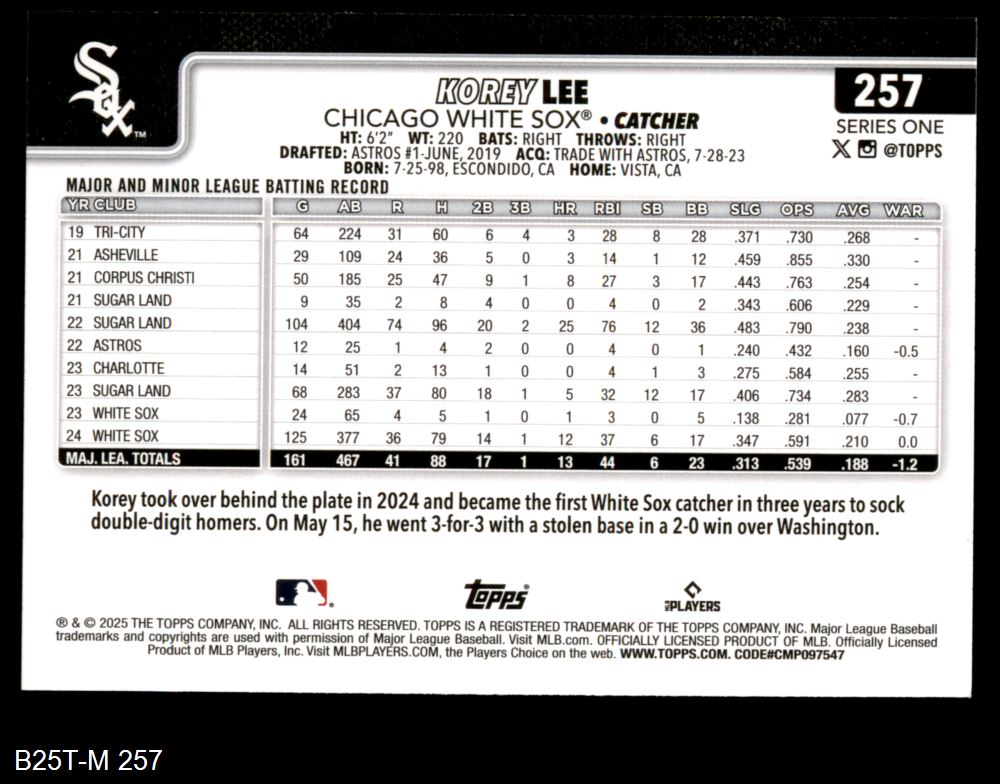 Sox™
KOREY LEE
257
CHICAGO WHITE SOX® • CATCHER
SERIES ONE
HT: 6'2" WT: 220 BATS: RIGHT THROWS: RIGHT
DRAFTED: ASTROS #1-JUNE, 2019 ACQ: TRADE WITH ASTROS, 7-28-23
@TOPPS
BORN: 7-25-98, ESCONDIDO, CA HOME: VISTA, CA
MAJOR AND MINOR LEAGUE BATTING RECORD
YR CLUB G AB R H 2B 3B HR RBI SB BB SLG OPS AVG WAR
19 TRI-CITY 64 224 31 60 6 4 3 28 8 28 .371 .730 .268 -
21 ASHEVILLE 29 109 24 36 5 0 3 14 1 12 .459 .855 .330 -
21 CORPUS CHRISTI 50 185 25 47 9 1 8 27 3 17 .443 .763 .254 -
21 SUGAR LAND 9 35 2 8 4 0 0 4 0 2 .343 .606 .229 -
22 SUGAR LAND 104 404 74 96 20 2 25 76 12 36 .483 .790 .238 -
22 ASTROS 12 25 1 4 2 0 0 4 0 1 .240 .432 .160 -0.5
23 CHARLOTTE 14 51 2 13 1 0 0 4 1 3 .275 .584 .255 -
23 SUGAR LAND 68 283 37 80 18 1 5 32 12 17 .406 .734 .283 -
23 WHITE SOX 24 65 4 5 1 0 1 3 0 5 .138 .281 .077 -0.7
24 WHITE SOX 125 377 36 79 14 1 12 37 6 17 .347 .591 .210 0.0
MAJ. LEA. TOTALS 161 467 41 88 17 1 13 44 6 23 .313 .539 .188 -1.2
Korey took over behind the plate in 2024 and became the first White Sox catcher in three years to sock
double-digit homers. On May 15, he went 3-for-3 with a stolen base in a 2-0 win over Washington.
Topps®
MLB PLAYERS
® & © 2025 THE TOPPS COMPANY, INC. ALL RIGHTS RESERVED. TOPPS IS A REGISTERED TRADEMARK OF THE TOPPS COMPANY, INC. Major League Baseball
trademarks and copyrights are used with permission of Major League Baseball. Visit MLB.com. OFFICIALLY LICENSED PRODUCT OF MLB. Officially Licensed
Product of MLB Players, Inc. Visit MLBPLAYERS.COM, the Players Choice on the web. WWW.TOPPS.COM. CODE#CMP097547
B25T-M 257